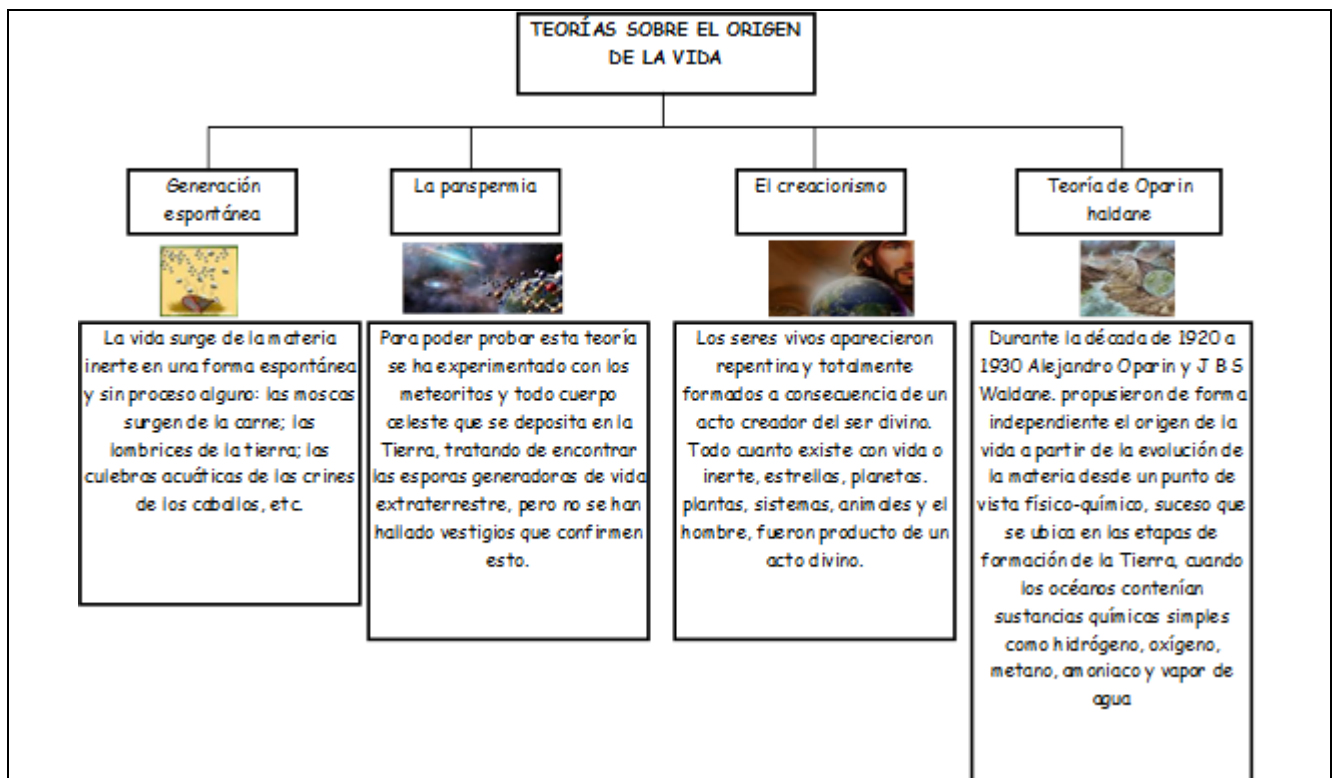 TEORÍAS SOBRE EL ORIGEN
DE LA VIDA
Generación
espontánea
La panspermia
El creacionismo
Teoría de Oparin
haldane
La vida surge de la materia
inerte en una forma espontánea
y sin proceso alguno: las moscas
surgen de la carne; las
lombrices de la tierra; las
culebras acuáticas de las crines
de los caballos, etc.
Para poder probar esta teoría
se ha experimentado con los
meteoritos y todo cuerpo
celeste que se deposita en la
Tierra, tratando de encontrar
las esporas generadoras de vida
extraterrestre, pero no se han
hallado vestigios que confirmen
esto.
Los seres vivos aparecieron
repentina y totalmente
formados a consecuencia de un
acto creador del ser divino.
Todo cuanto existe con vida o
inerte, estrellas, planetas.
plantas, sistemas, animales y el
hombre, fueron producto de un
acto divino.
Durante la década de 1920 a
1930 Alejandro Oparin y J B S
Waldane. propusieron de forma
independiente el origen de la
vida a partir de la evolución de
la materia desde un punto de
vista físico-químico, suceso que
se ubica en las etapas de
formación de la Tierra, cuando
los océanos contenían
sustancias químicas simples
como hidrógeno, oxígeno,
metano, amoniaco y vapor de
agua